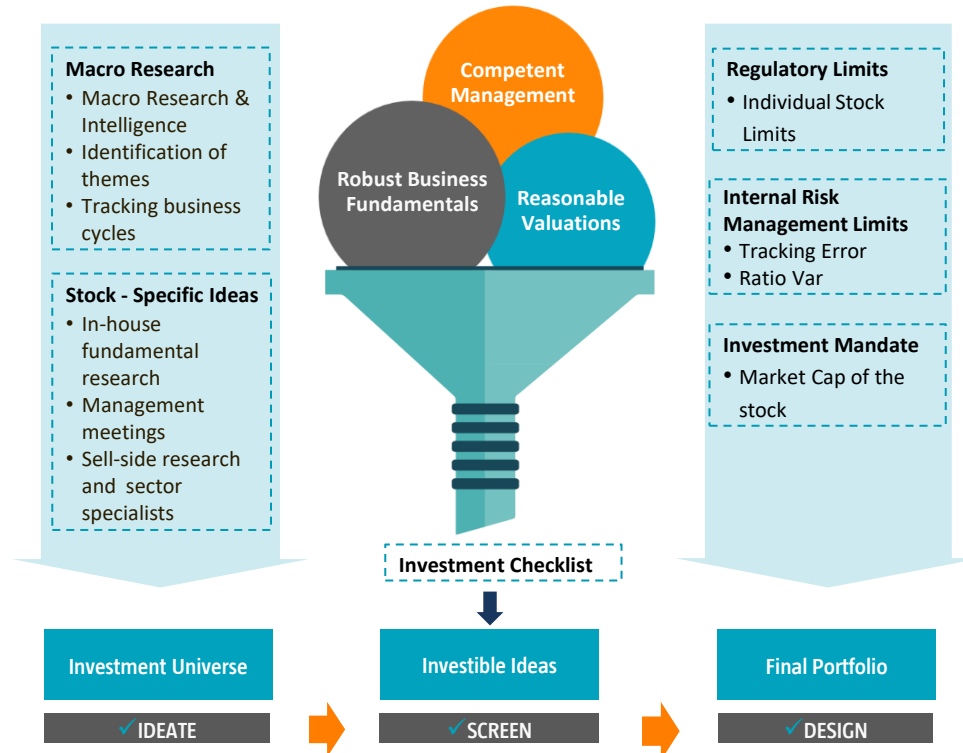 Macro Research
• Macro Research &
Intelligence
• Identification of
themes
• Tracking business
cycles
Stock - Specific Ideas
• In-house
fundamental
research
• Management
meetings
• Sell-side research
and sector
specialists
Competent
Management
Robust Business
Fundamentals
Reasonable
Valuations
Investment Checklist
Regulatory Limits
• Individual Stock
Limits
Internal Risk
Management Limits
• Tracking Error
• Ratio Var
Investment Mandate
• Market Cap of the
stock
Investment Universe
✓IDEATE
Investible Ideas
✓SCREEN
Final Portfolio
✓DESIGN